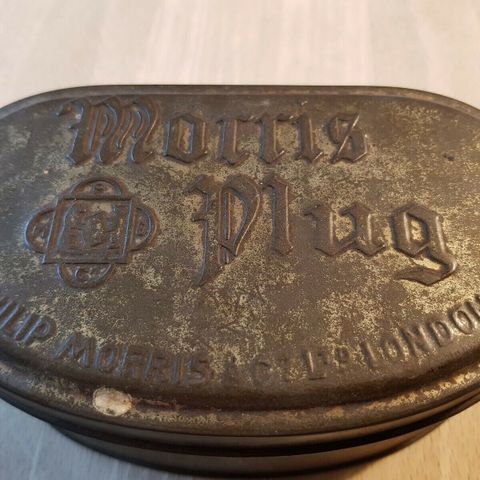 Morris
Plug
PHILIP MORRIS & CO LTD LONDON